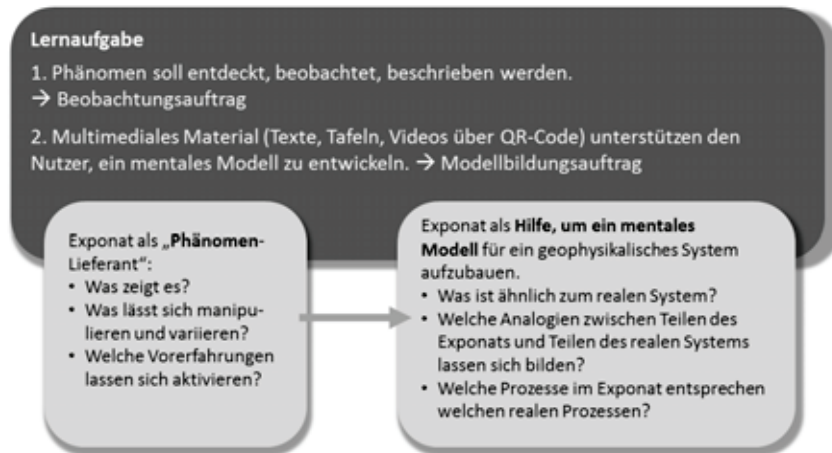 Lernaufgabe
1. Phänomen soll entdeckt, beobachtet, beschrieben werden.
→ Beobachtungsauftrag
2. Multimediales Material (Texte, Tafeln, Videos über QR-Code) unterstützen den
Nutzer, ein mentales Modell zu entwickeln. → Modellbildungsauftrag
Exponat als „Phänomen-
Lieferant“:
• Was zeigt es?
• Was lässt sich manipu-
lieren und variieren?
• Welche Vorerfahrungen
lassen sich aktivieren?
Exponat als Hilfe, um ein mentales
Modell für ein geophysikalisches System
aufzubauen.
• Was ist ähnlich zum realen System?
• Welche Analogien zwischen Teilen des
Exponats und Teilen des realen Systems
lassen sich bilden?
• Welche Prozesse im Exponat entsprechen
welchen realen Prozessen?